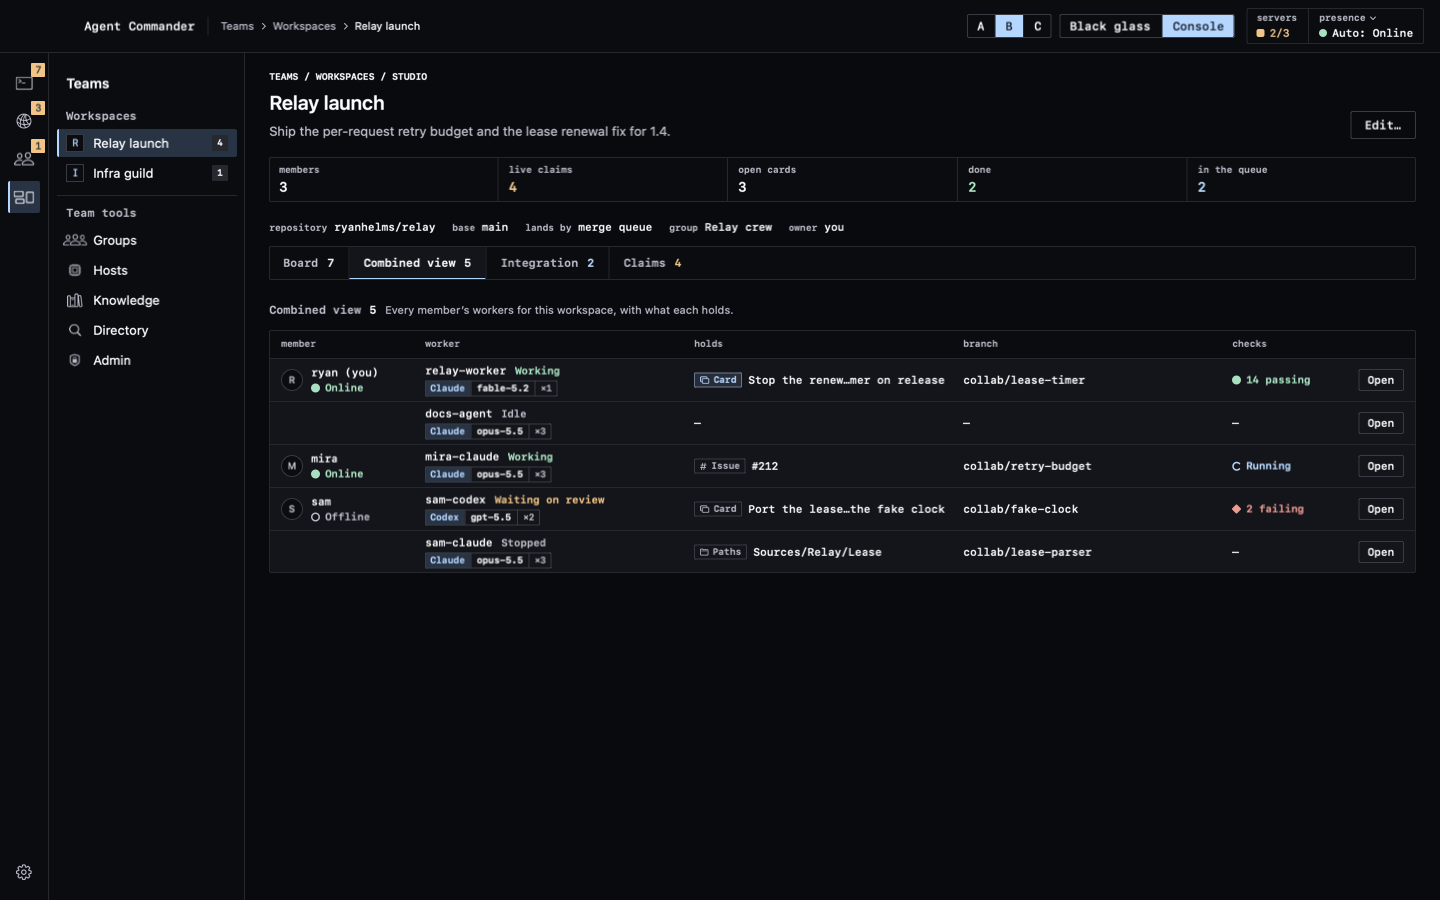 Agent Commander
Teams > Workspaces > Relay launch
A B C
Black glass Console
servers
2/3
presence
Auto: Online
7
3
1
Teams
Workspaces
R Relay launch 4
I Infra guild 1
Team tools
Groups
Hosts
Knowledge
Directory
Admin
TEAMS / WORKSPACES / STUDIO
Relay launch
Ship the per-request retry budget and the lease renewal fix for 1.4.
Edit…
members
3
live claims
4
open cards
3
done
2
in the queue
2
repository ryanhelms/relay base main lands by merge queue group Relay crew owner you
Board 7 Combined view 5 Integration 2 Claims 4
Combined view 5 Every member's workers for this workspace, with what each holds.
member worker holds branch checks
R ryan (you) Online
relay-worker Working
Claude fable-5.2 ×1
Card Stop the renew…mer on release
collab/lease-timer
14 passing
Open
docs-agent Idle
Claude opus-5.5 ×3
–
–
–
Open
M mira Online
mira-claude Working
Claude opus-5.5 ×3
# Issue #212
collab/retry-budget
Running
Open
S sam Offline
sam-codex Waiting on review
Codex gpt-5.5 ×2
Card Port the lease…the fake clock
collab/fake-clock
2 failing
Open
sam-claude Stopped
Claude opus-5.5 ×3
Paths Sources/Relay/Lease
collab/lease-parser
–
Open